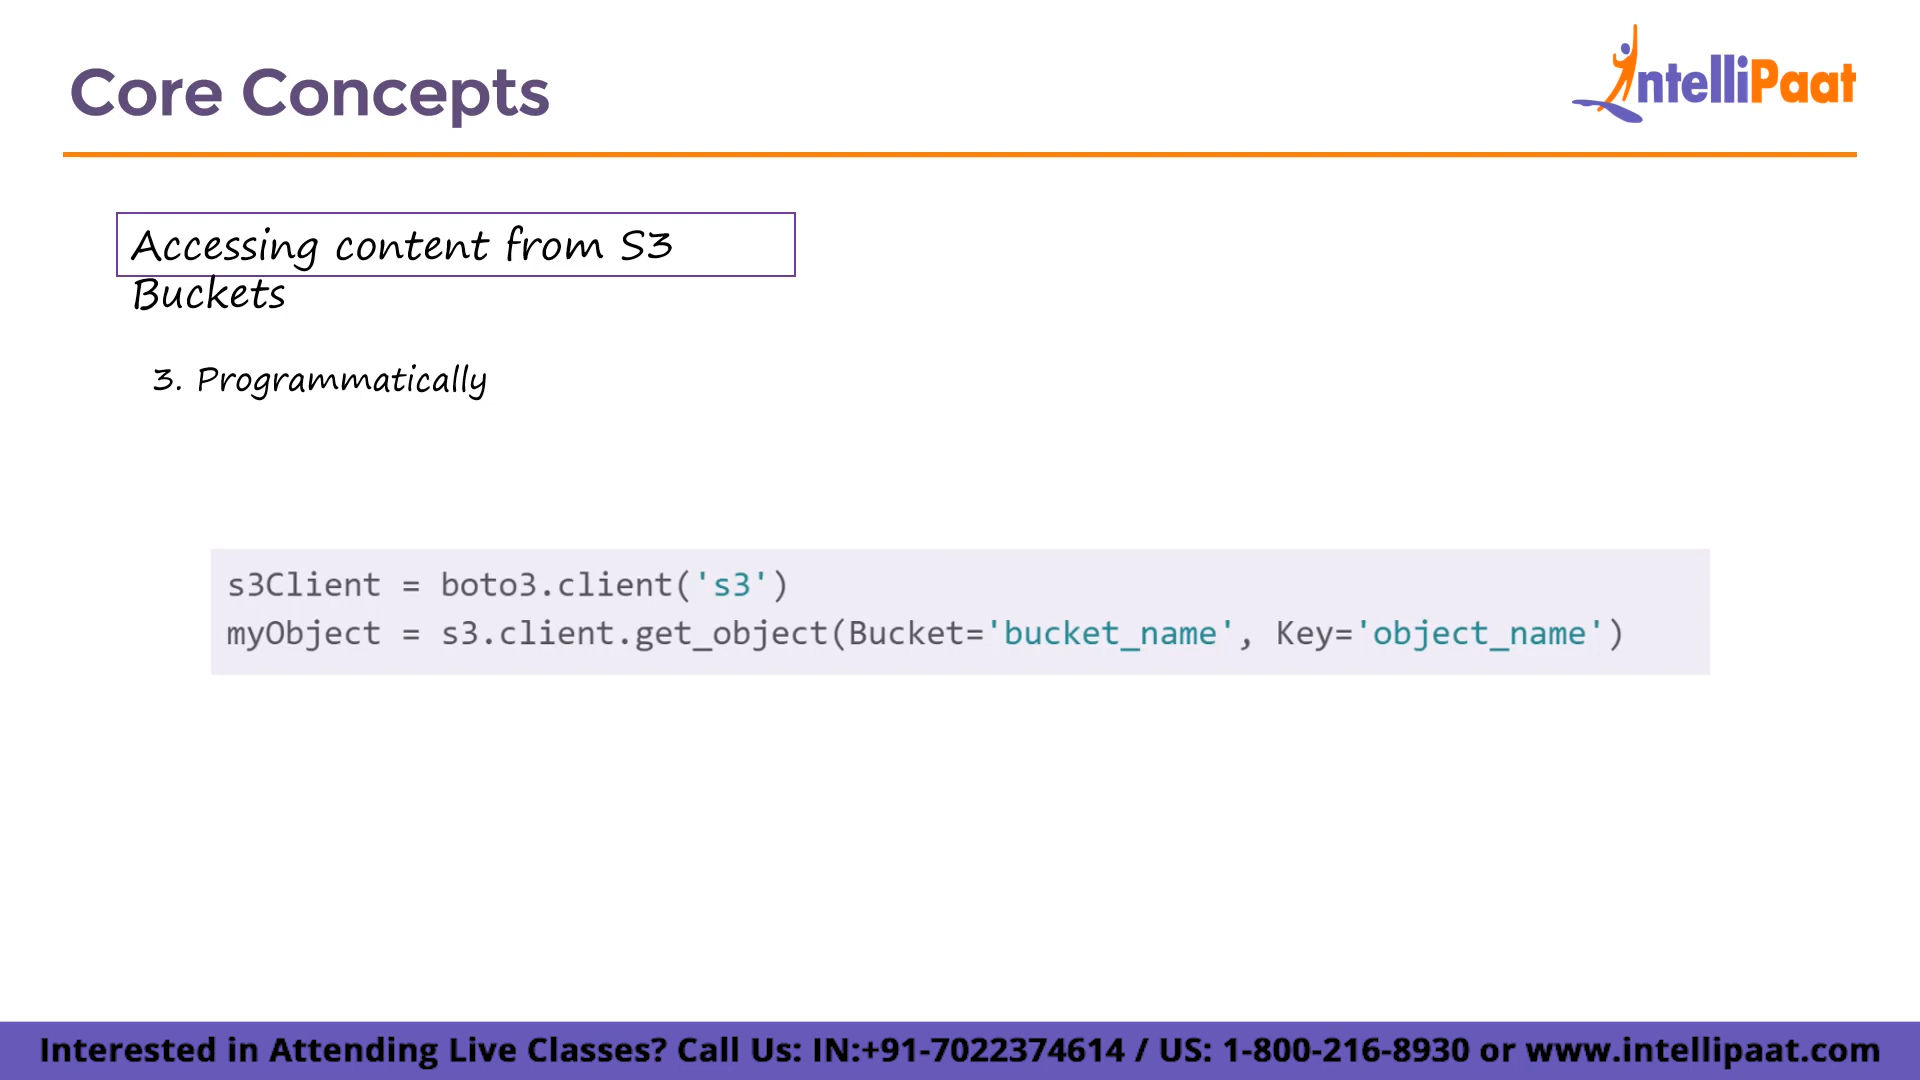 Core Concepts
IntelliPaat
Accessing content from S3
Buckets
3. Programmatically
s3Client = boto3.client('s3')
myObject = s3.client.get_object(Bucket='bucket_name', Key='object_name')
Interested in Attending Live Classes? Call Us: IN:+91-7022374614 / US: 1-800-216-8930 or www.intellipaat.com